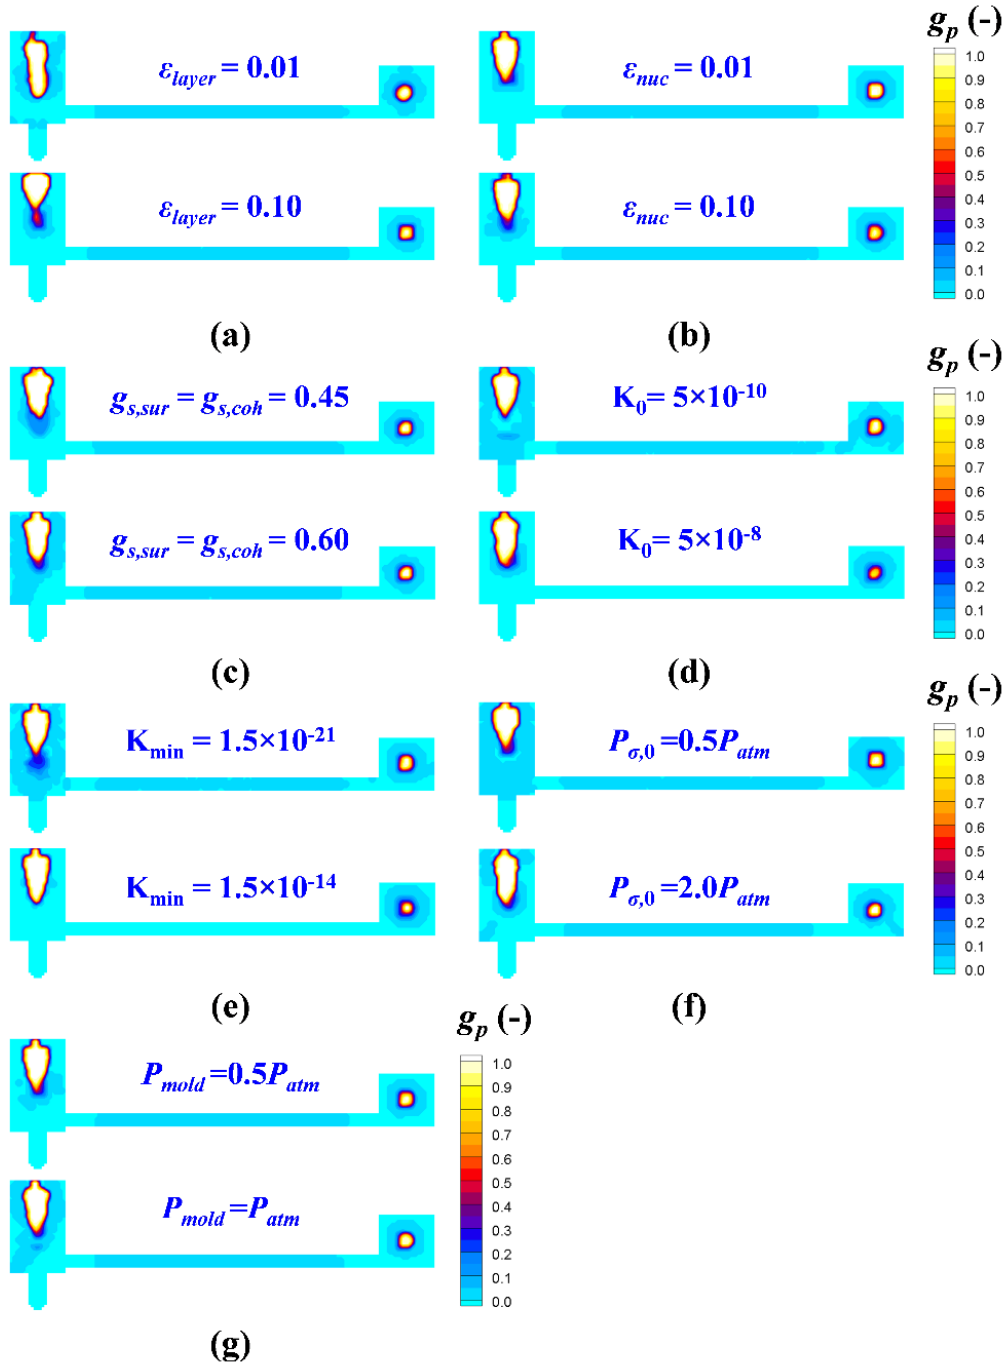 g_p (-)
ε_layer = 0.01
ε_nuc = 0.01
1.0
0.9
0.8
0.7
0.6
0.5
0.4
0.3
0.2
0.1
0.0
ε_layer = 0.10
ε_nuc = 0.10
(a)
(b)
g_p (-)
g_s,sur = g_s,coh = 0.45
K_0 = 5×10^-10
1.0
0.9
0.8
0.7
0.6
0.5
0.4
0.3
0.2
0.1
0.0
g_s,sur = g_s,coh = 0.60
K_0= 5×10^-8
(c)
(d)
g_p (-)
K_min = 1.5×10^-21
P_σ,0 =0.5P_atm
1.0
0.9
0.8
0.7
0.6
0.5
0.4
0.3
0.2
0.1
0.0
K_min = 1.5×10^-14
P_σ,0 =2.0P_atm
(e)
(f)
g_p (-)
P_mold =0.5P_atm
1.0
0.9
0.8
0.7
0.6
0.5
0.4
0.3
0.2
0.1
0.0
P_mold =P_atm
(g)